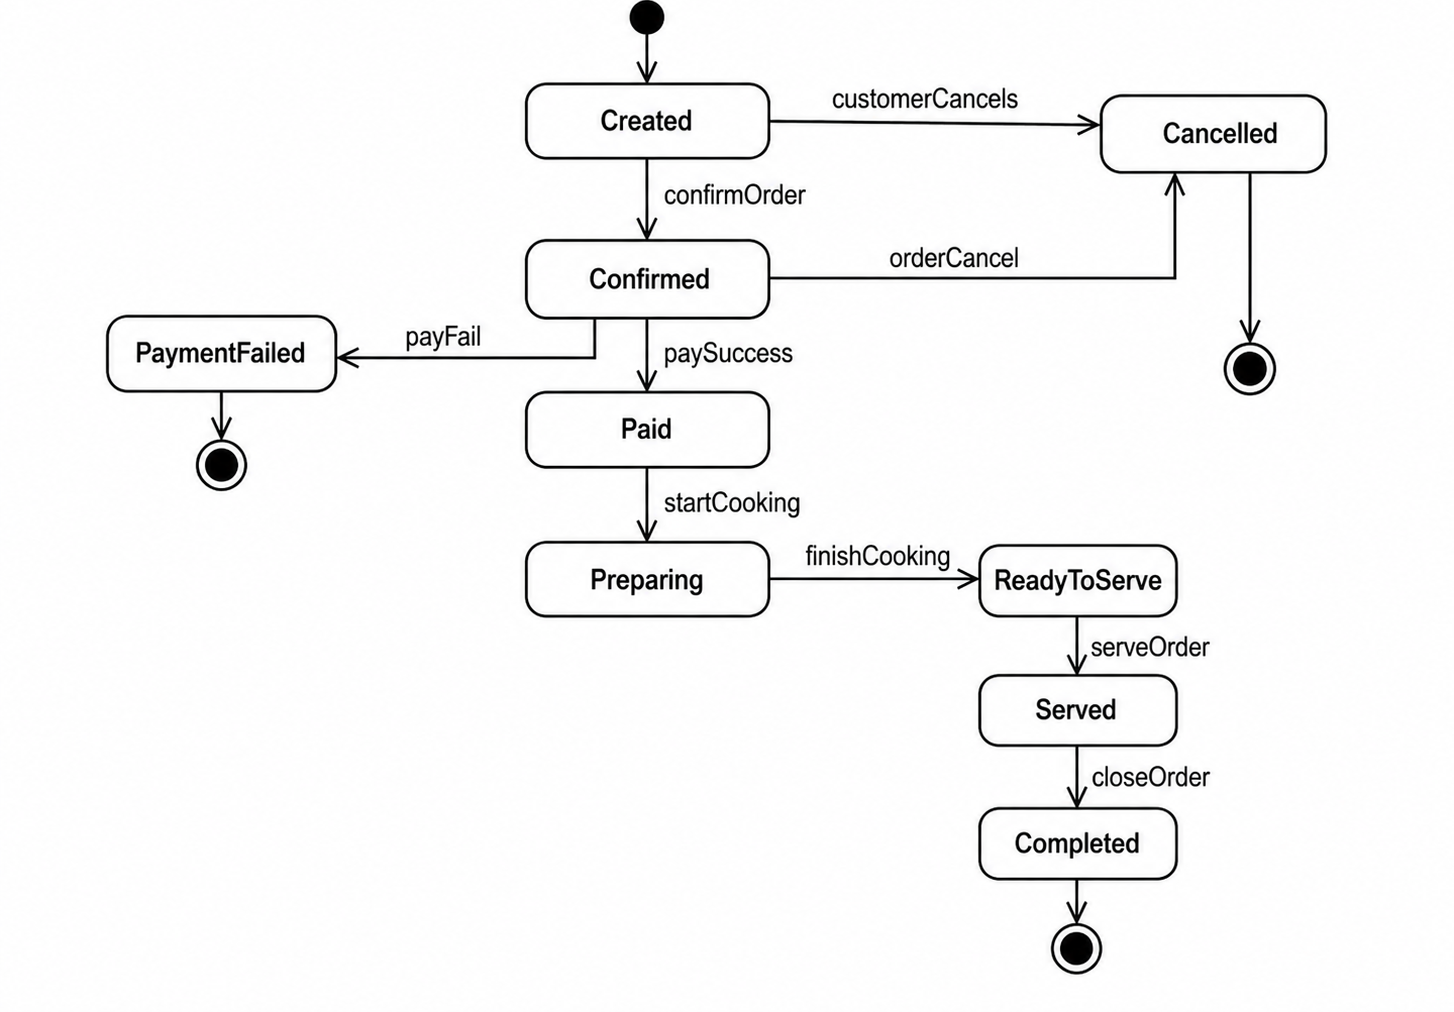 Created
customerCancels
Cancelled
confirmOrder
Confirmed
orderCancel
PaymentFailed
payFail
paySuccess
Paid
startCooking
Preparing
finishCooking
ReadyToServe
serveOrder
Served
closeOrder
Completed